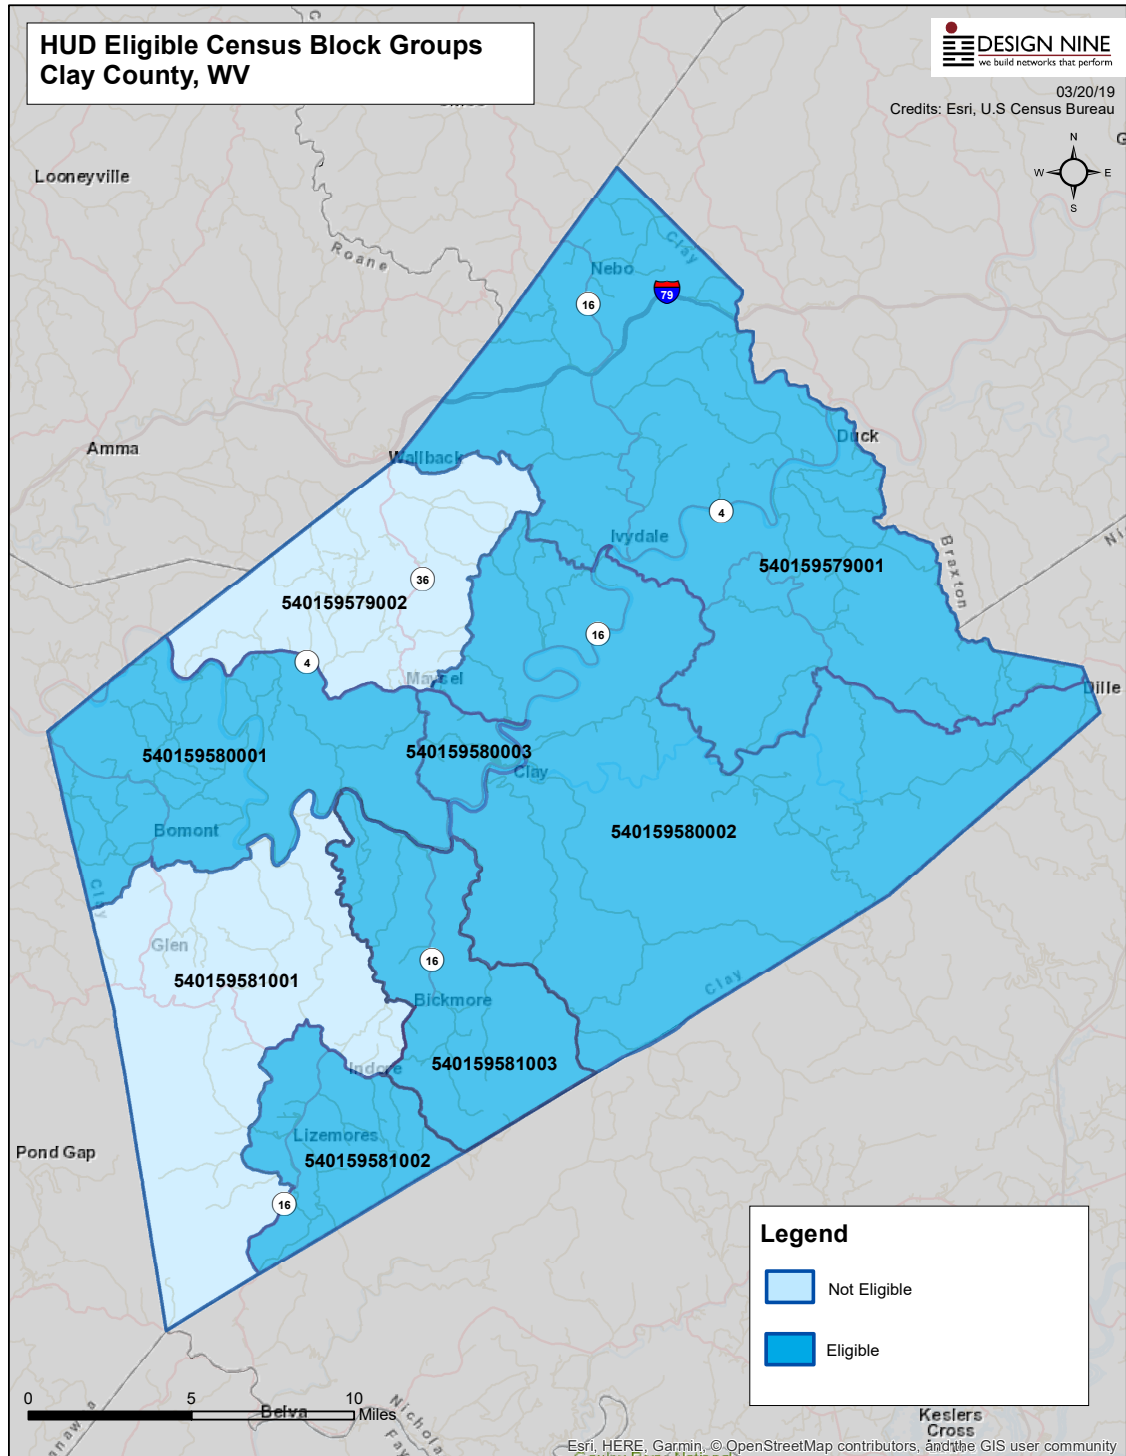 HUD Eligible Census Block Groups
Clay County, WV
DESIGN NINE
we build networks that perform
03/20/19
Credits: Esri, U.S Census Bureau
N
W E
S
Looneyville
Roane
Clay
Nebo
16
79
Amma
Wallback
Duck
4
Ivydale
Braxton
540159579001
36
540159579002
16
4
Maysel
Dille
540159580001
540159580003
Clay
Bomont
540159580002
Clay
Glen
540159581001
16
Clay
Bickmore
540159581003
Indore
Lizemores
Pond Gap
540159581002
16
Legend
Not Eligible
Eligible
0 5 10
Miles
Belva
Keslers
Cross
Esri, HERE, Garmin, © OpenStreetMap contributors, and the GIS user community